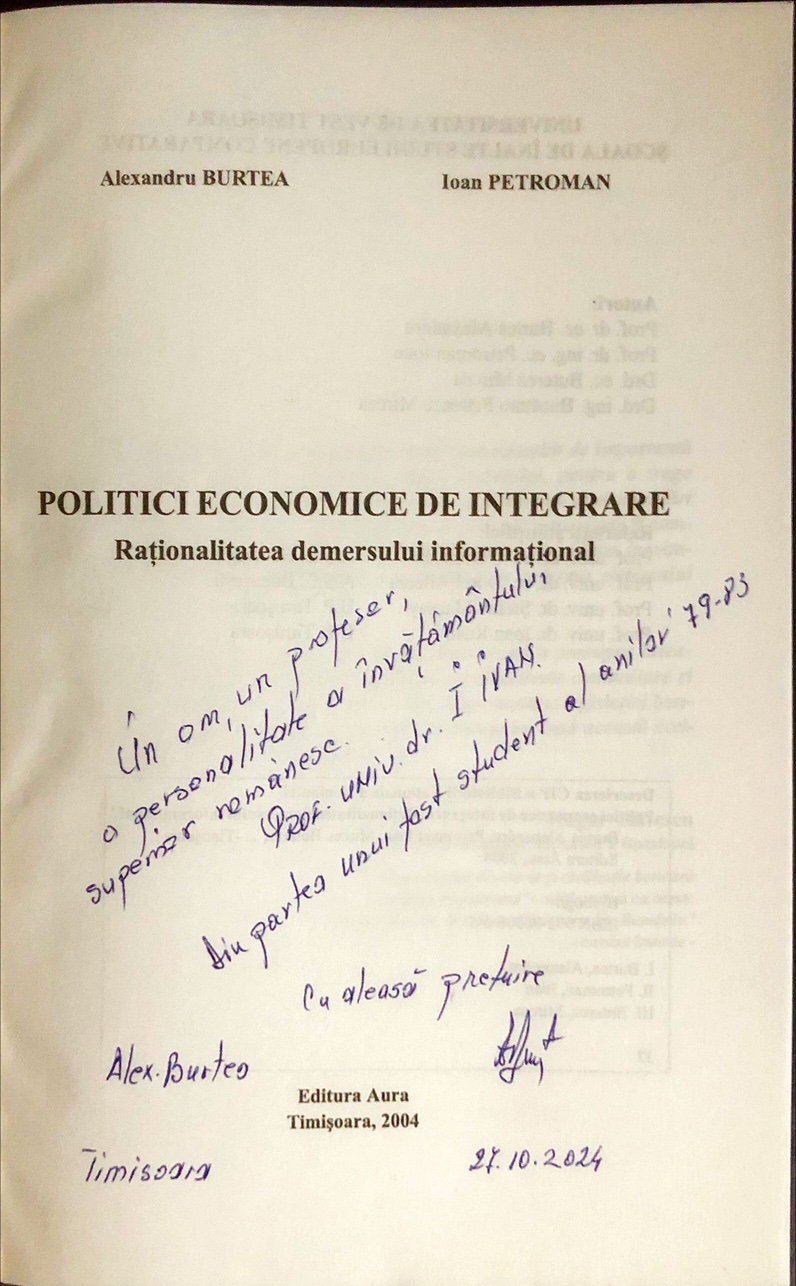 Alexandru BURTEA Ioan PETROMAN
POLITICI ECONOMICE DE INTEGRARE
Raționalitatea demersului informațional
Un om, un profesor,
o personalitate a învățământului
superior românesc.
PROF. UNIV. dr. I IVAN.
Din partea unui fost student al anilor 79-83
Cu aleasă prețuire
Alex. Burtea
Editura Aura
Timișoara, 2004
Timisoara 27.10.2024